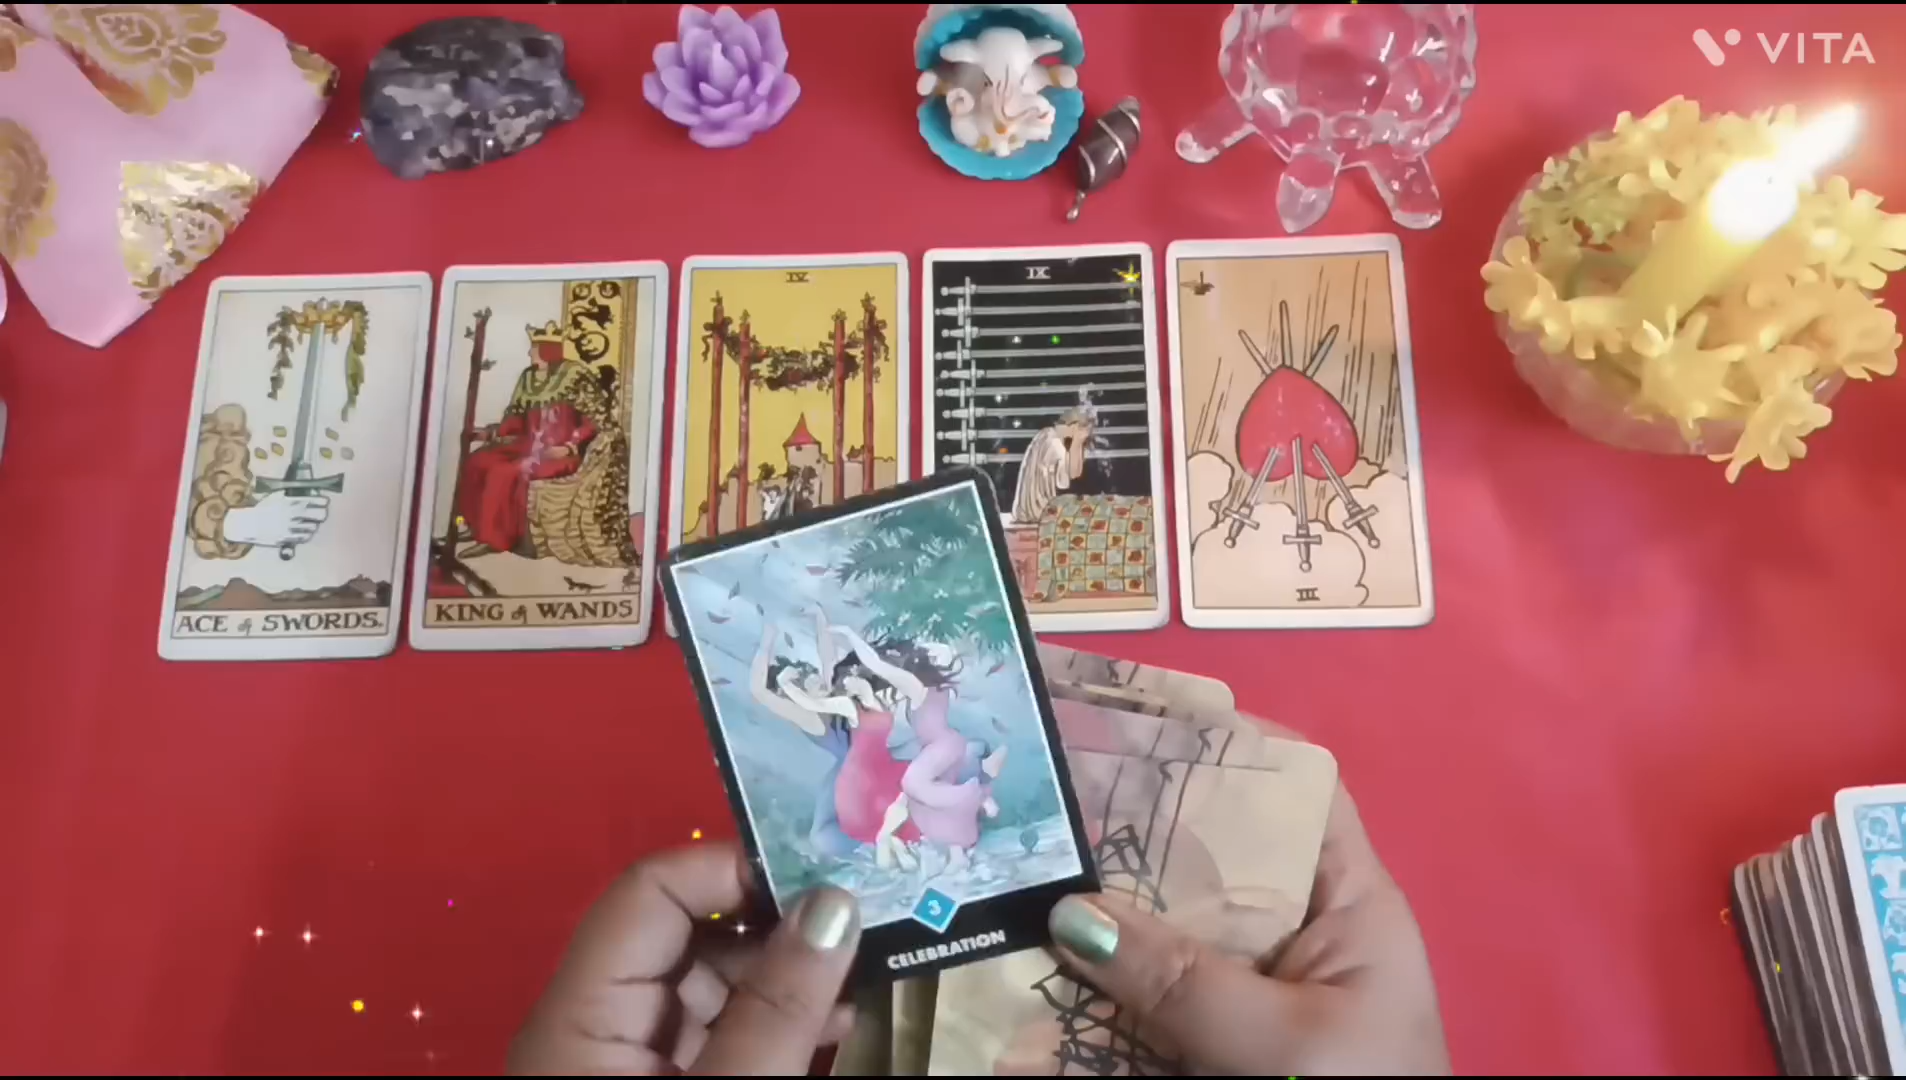 VITA
IV
IX
ACE of SWORDS.
KING of WANDS
III
3
CELEBRATION